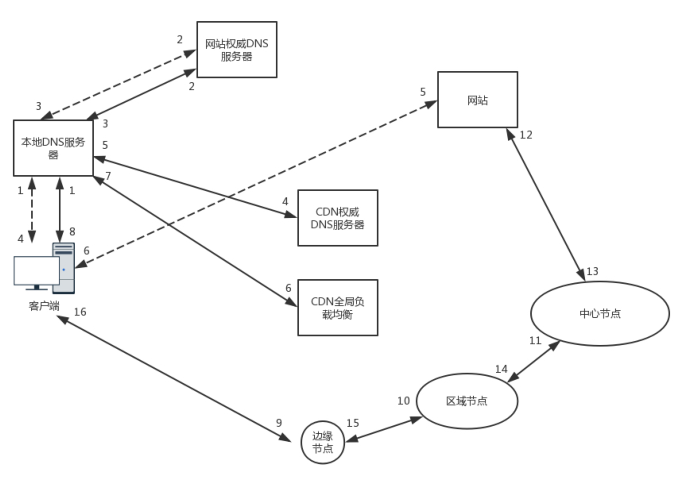 2
网站权威DNS
服务器
2
3
3
5
网站
12
本地DNS服务
器
5
7
1
1
4
CDN权威
DNS服务器
4
8
6
6
CDN全局负
载均衡
客户端
16
13
中心节点
11
14
区域节点
10
9
15
边缘
节点